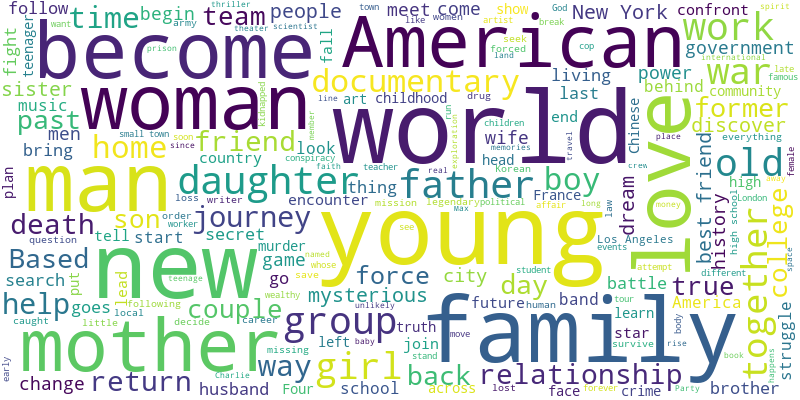 follow
time
begin
team
people
meet
come
show
God
thriller
theater
scientist
town
like
women
artist
break
New York
confront
spirit
work
government
fight
teenager
want
prison
army
become
American
fall
seek
forced
land
cop
international
late
famous
sister
music
woman
documentary
living
power
war
behind
community
past
men
bring
small town
since
soon
kidnapped
friend
look
line
art
childhood
drug
last
end
run
member
children
memories
exploration
travel
Chinese
former
discover
place
everything
home
country
conspiracy
faith
wife
head
world
love
best friend
old
female
plan
man
daughter
thing
father
teacher
real
Korean
crew
boy
dream
high
London
high school
history
death
son
loss
writer
journey
encounter
mission
legendary
political
France
affair
long
law
money
away
order
worker
question
tell
start
secret
Max
young
see
Los Angeles
events
true
together
college
Based
new
murder
game
force
city
day
student
battle
different
space
search
put
lead
go
named
whose
save
mysterious
future
human
tour
America
attempt
help
goes
following
teenage
wealthy
couple
unlikely
band
learn
struggle
caught
local
career
group
truth
move
star
survive
family
mother
little
decide
missing
left
baby
join
stand
body
rise
book
happens
early
change
return
Charlie
husband
way
Four
girl
school
back
across
relationship
lost
face
forever
crime
Party
brother